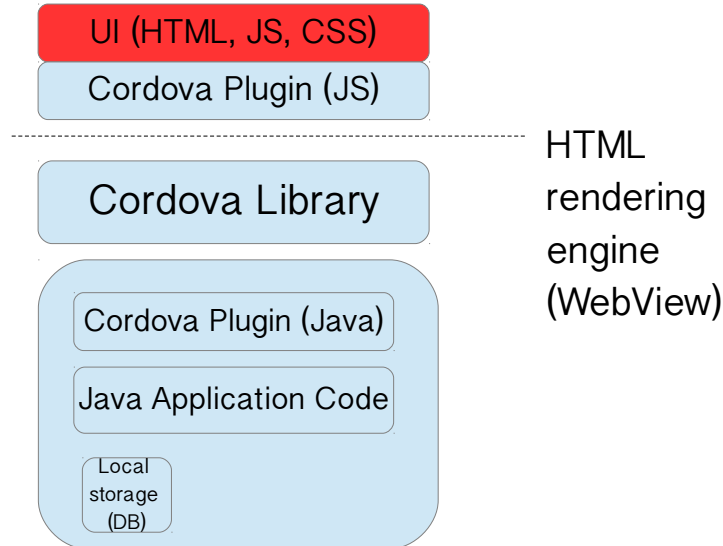 UI (HTML, JS, CSS)
Cordova Plugin (JS)
HTML
rendering
engine
(WebView)
Cordova Library
Cordova Plugin (Java)
Java Application Code
Local
storage
(DB)